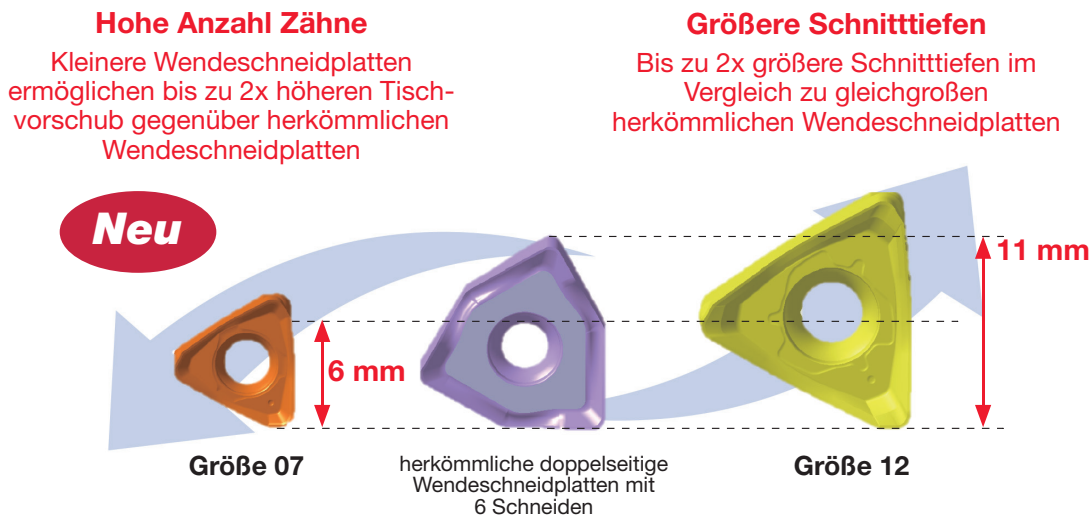 Hohe Anzahl Zähne
Kleinere Wendeschneidplatten
ermöglichen bis zu 2x höheren Tisch-
vorschub gegenüber herkömmlichen
Wendeschneidplatten
Größere Schnitttiefen
Bis zu 2x größere Schnitttiefen im
Vergleich zu gleichgroßen
herkömmlichen Wendeschneidplatten
Neu
11 mm
6 mm
Größe 07
herkömmliche doppelseitige
Wendeschneidplatten mit
6 Schneiden
Größe 12